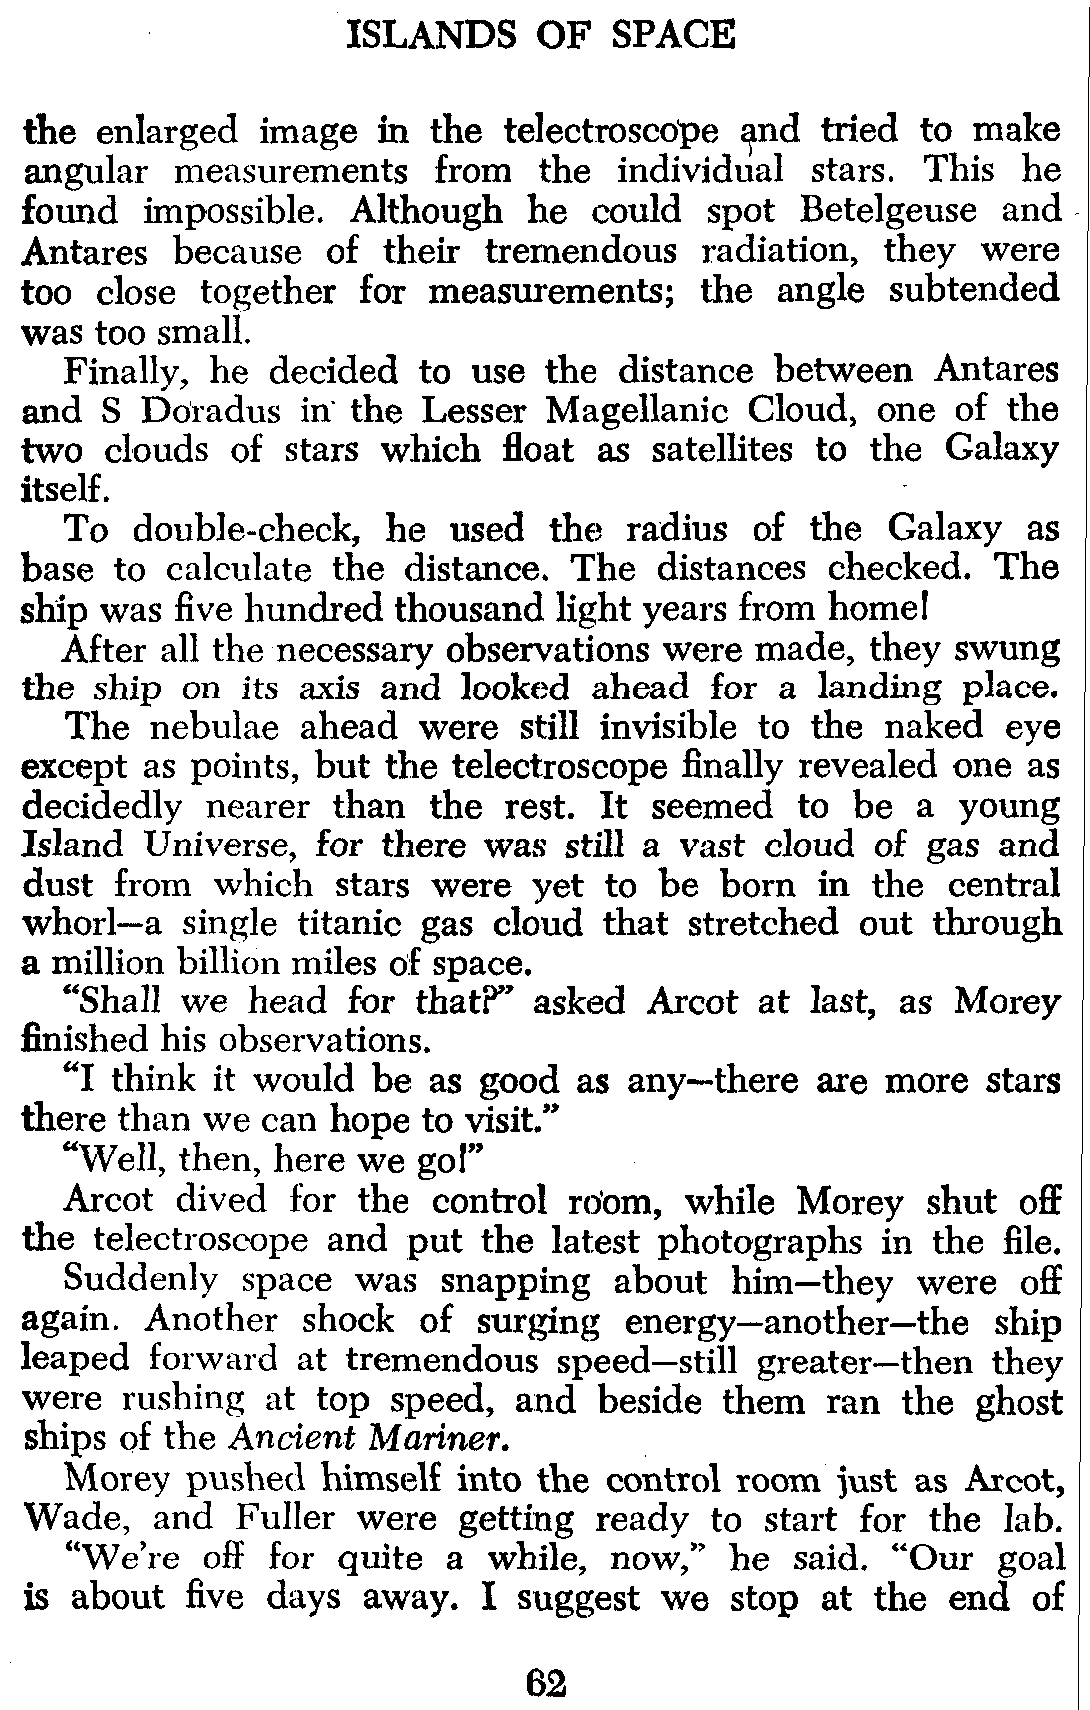 ISLANDS OF SPACE
the enlarged image in the telectroscope and tried to make
angular measurements from the individual stars. This he
found impossible. Although he could spot Betelgeuse and
Antares because of their tremendous radiation, they were
too close together for measurements; the angle subtended
was too small.
Finally, he decided to use the distance between Antares
and S Doradus in the Lesser Magellanic Cloud, one of the
two clouds of stars which float as satellites to the Galaxy
itself.
To double-check, he used the radius of the Galaxy as
base to calculate the distance. The distances checked. The
ship was five hundred thousand light years from home!
After all the necessary observations were made, they swung
the ship on its axis and looked ahead for a landing place.
The nebulae ahead were still invisible to the naked eye
except as points, but the telectroscope finally revealed one as
decidedly nearer than the rest. It seemed to be a young
Island Universe, for there was still a vast cloud of gas and
dust from which stars were yet to be born in the central
whorl—a single titanic gas cloud that stretched out through
a million billion miles of space.
“Shall we head for that?” asked Arcot at last, as Morey
finished his observations.
“I think it would be as good as any—there are more stars
there than we can hope to visit.”
“Well, then, here we go!”
Arcot dived for the control room, while Morey shut off
the telectroscope and put the latest photographs in the file.
Suddenly space was snapping about him—they were off
again. Another shock of surging energy—another—the ship
leaped forward at tremendous speed—still greater—then they
were rushing at top speed, and beside them ran the ghost
ships of the Ancient Mariner.
Morey pushed himself into the control room just as Arcot,
Wade, and Fuller were getting ready to start for the lab.
“We’re off for quite a while, now,” he said. “Our goal
is about five days away. I suggest we stop at the end of
62